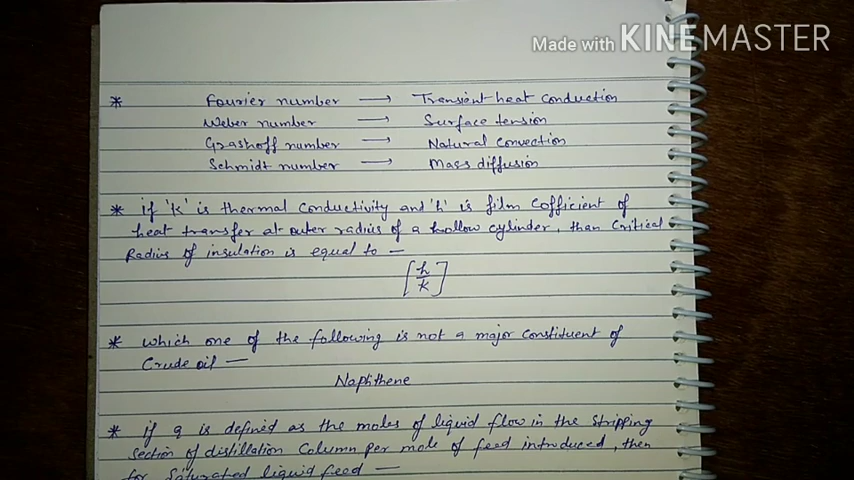 Made with KINEMASTER
* Fourier number → Transient heat conduction
Weber number → Surface tension
Grashoff number → Natural convection
Schmidt number → Mass diffusion
* if 'k' is thermal conductivity and 'h' is film cofficient of
heat transfer at outer radius of a hollow cylinder, than critical
Radius of insulation is equal to —
[h/k]
* which one of the following is not a major constituent of
Crude oil —
Naphthene
* if q is defined as the moles of liquid flow in the stripping
section of distillation column per mole of feed introduced, then
for saturated liquid feed —